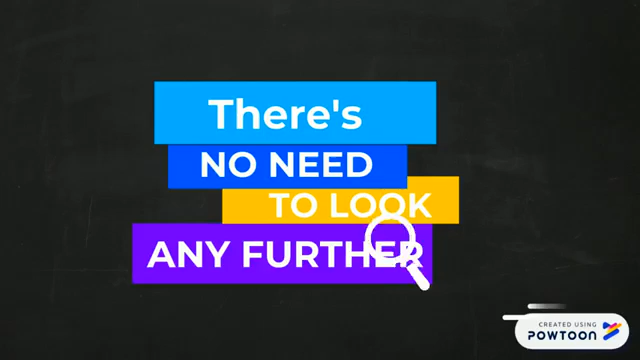 There's
NO NEED
TO LOOK
ANY FURTHER
CREATED USING
POWTOON